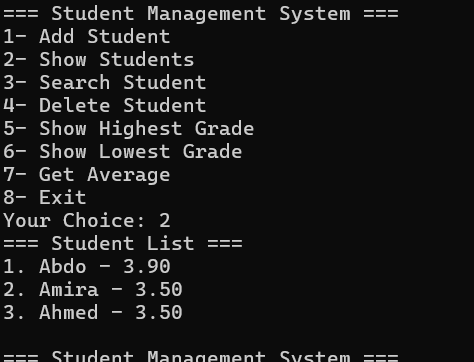 === Student Management System ===
1- Add Student
2- Show Students
3- Search Student
4- Delete Student
5- Show Highest Grade
6- Show Lowest Grade
7- Get Average
8- Exit
Your Choice: 2
=== Student List ===
1. Abdo - 3.90
2. Amira - 3.50
3. Ahmed - 3.50

=== Student Management System ===